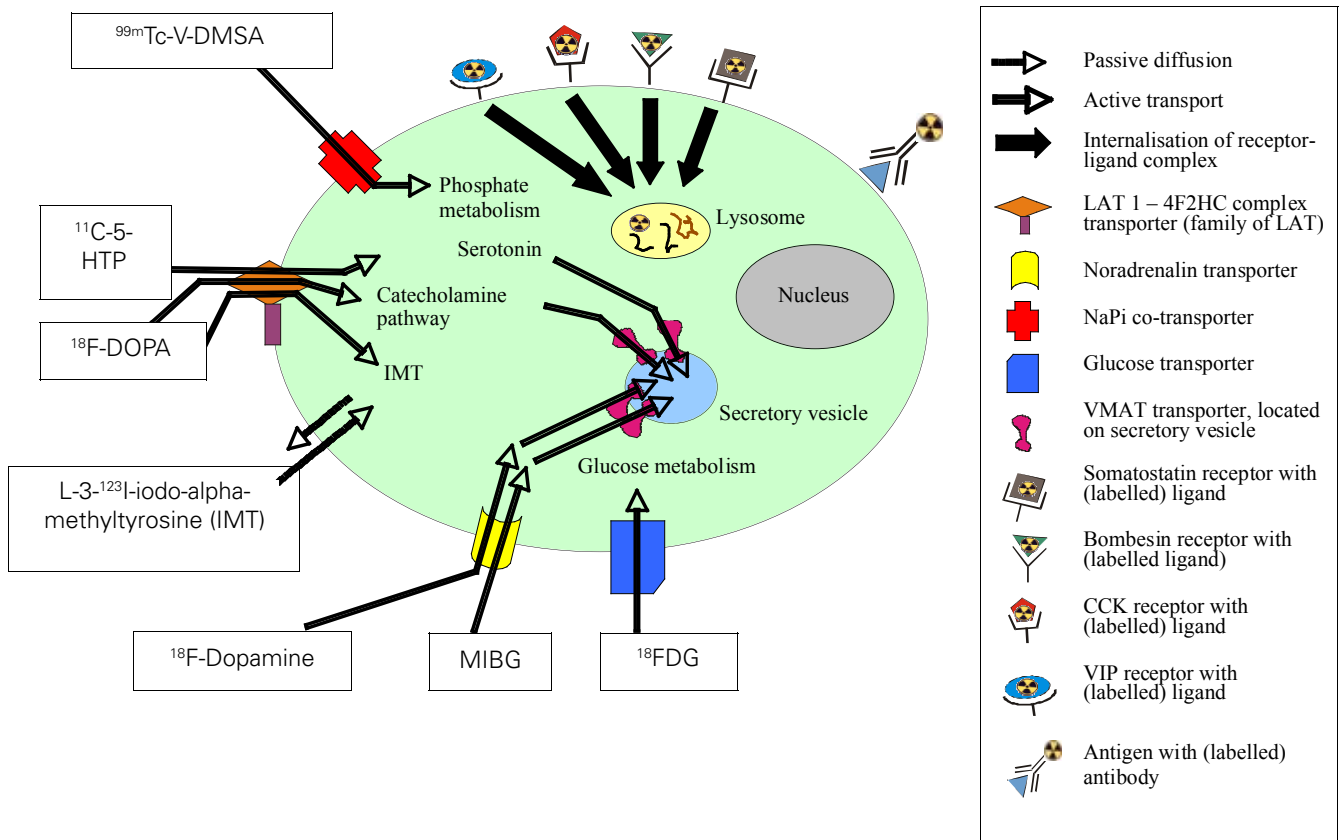 ⁹⁹ᵐTc-V-DMSA
Phosphate
metabolism
Lysosome
¹¹C-5-
HTP
Serotonin
Catecholamine
pathway
Nucleus
¹⁸F-DOPA
IMT
Secretory vesicle
Glucose metabolism
L-3-¹²³I-iodo-alpha-
methyltyrosine (IMT)
¹⁸F-Dopamine
MIBG
¹⁸FDG
Passive diffusion
Active transport
Internalisation of receptor-
ligand complex
LAT 1 – 4F2HC complex
transporter (family of LAT)
Noradrenalin transporter
NaPi co-transporter
Glucose transporter
VMAT transporter, located
on secretory vesicle
Somatostatin receptor with
(labelled) ligand
Bombesin receptor with
(labelled ligand)
CCK receptor with
(labelled) ligand
VIP receptor with
(labelled) ligand
Antigen with (labelled)
antibody